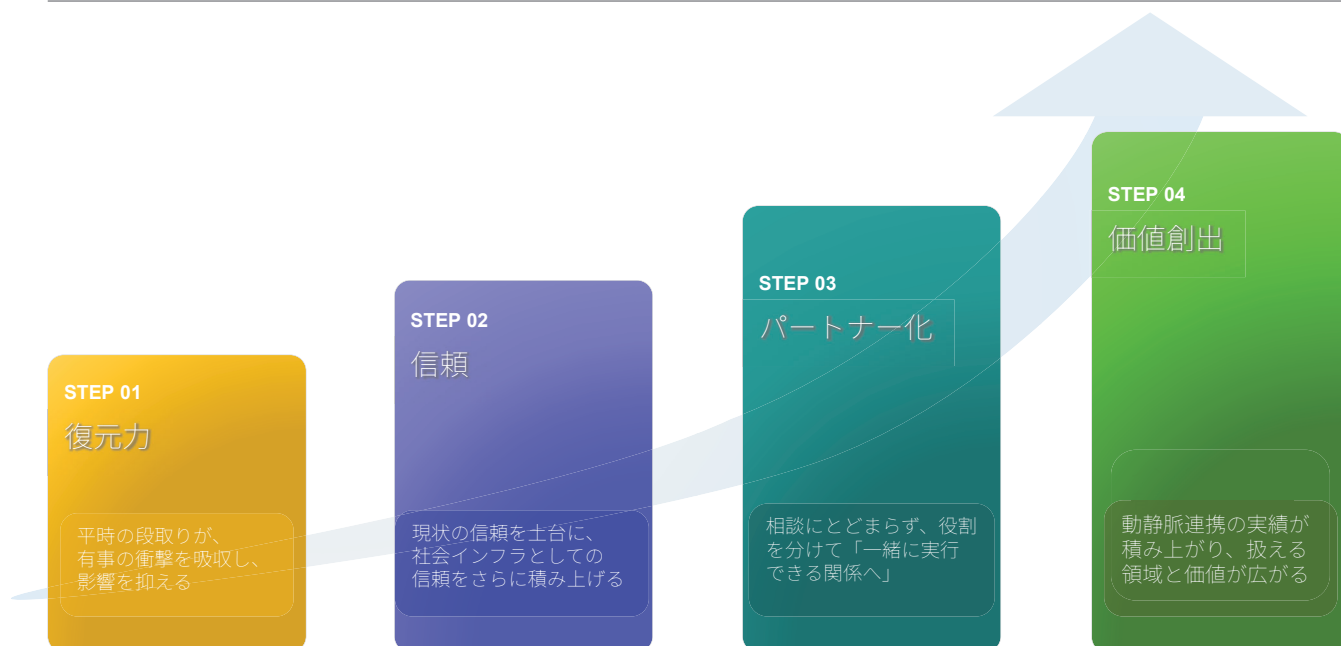 STEP 01
復元力
平時の段取りが、
有事の衝撃を吸収し、
影響を抑える
STEP 02
信頼
現状の信頼を土台に、
社会インフラとしての
信頼をさらに積み上げる
STEP 03
パートナー化
相談にとどまらず、役割
を分けて「一緒に実行
できる関係へ」
STEP 04
価値創出
動静脈連携の実績が
積み上がり、扱える
領域と価値が広がる